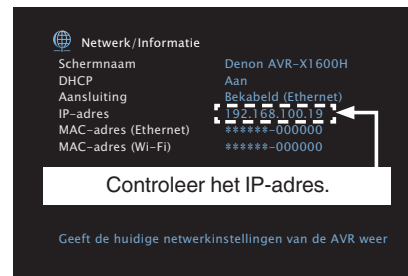 Netwerk/Informatie
Schermnaam Denon AVR-X1600H
DHCP Aan
Aansluiting Bekabeld (Ethernet)
IP-adres 192.168.100.19
MAC-adres (Ethernet) ******-000000
MAC-adres (Wi-Fi) ******-000000
Controleer het IP-adres.
Geeft de huidige netwerkinstellingen van de AVR weer